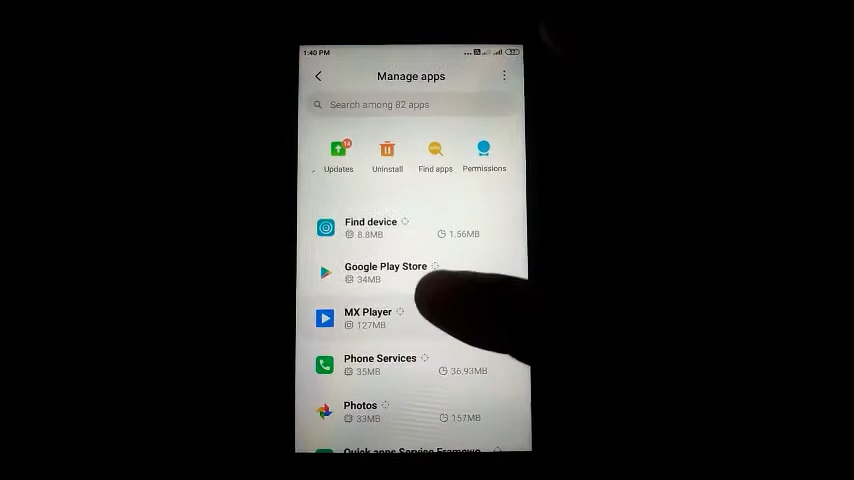 1:40 PM
Manage apps
Search among 82 apps
14
Updates
Uninstall
Find apps
Permissions
Find device
8.8MB
1.56MB
Google Play Store
34MB
MX Player
127MB
Phone Services
35MB
36.93MB
Photos
33MB
157MB
Quick apps Service Framewo